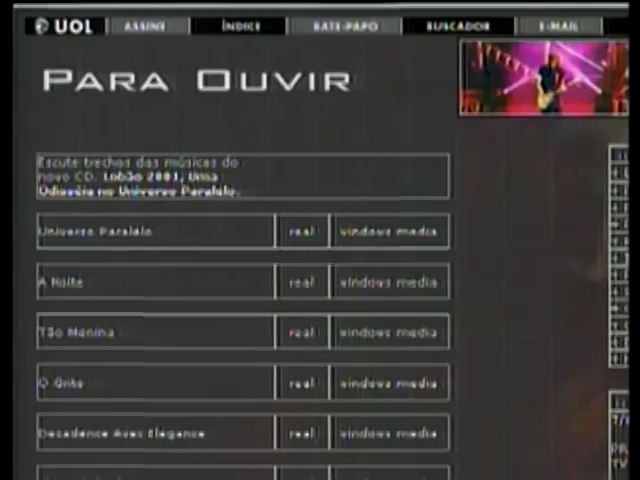 UOL ASSINE ÍNDICE BATE-PAPO BUSCADOR E-MAIL
PARA OUVIR
Escute trechos das músicas do
novo CD, Lobão 2001, Uma
Odisséia no Universo Paralelo.
Universo Paralelo real windows media
A Noite real windows media
Tão Menina real windows media
O Grito real windows media
Decadence Avec Elegance real windows media